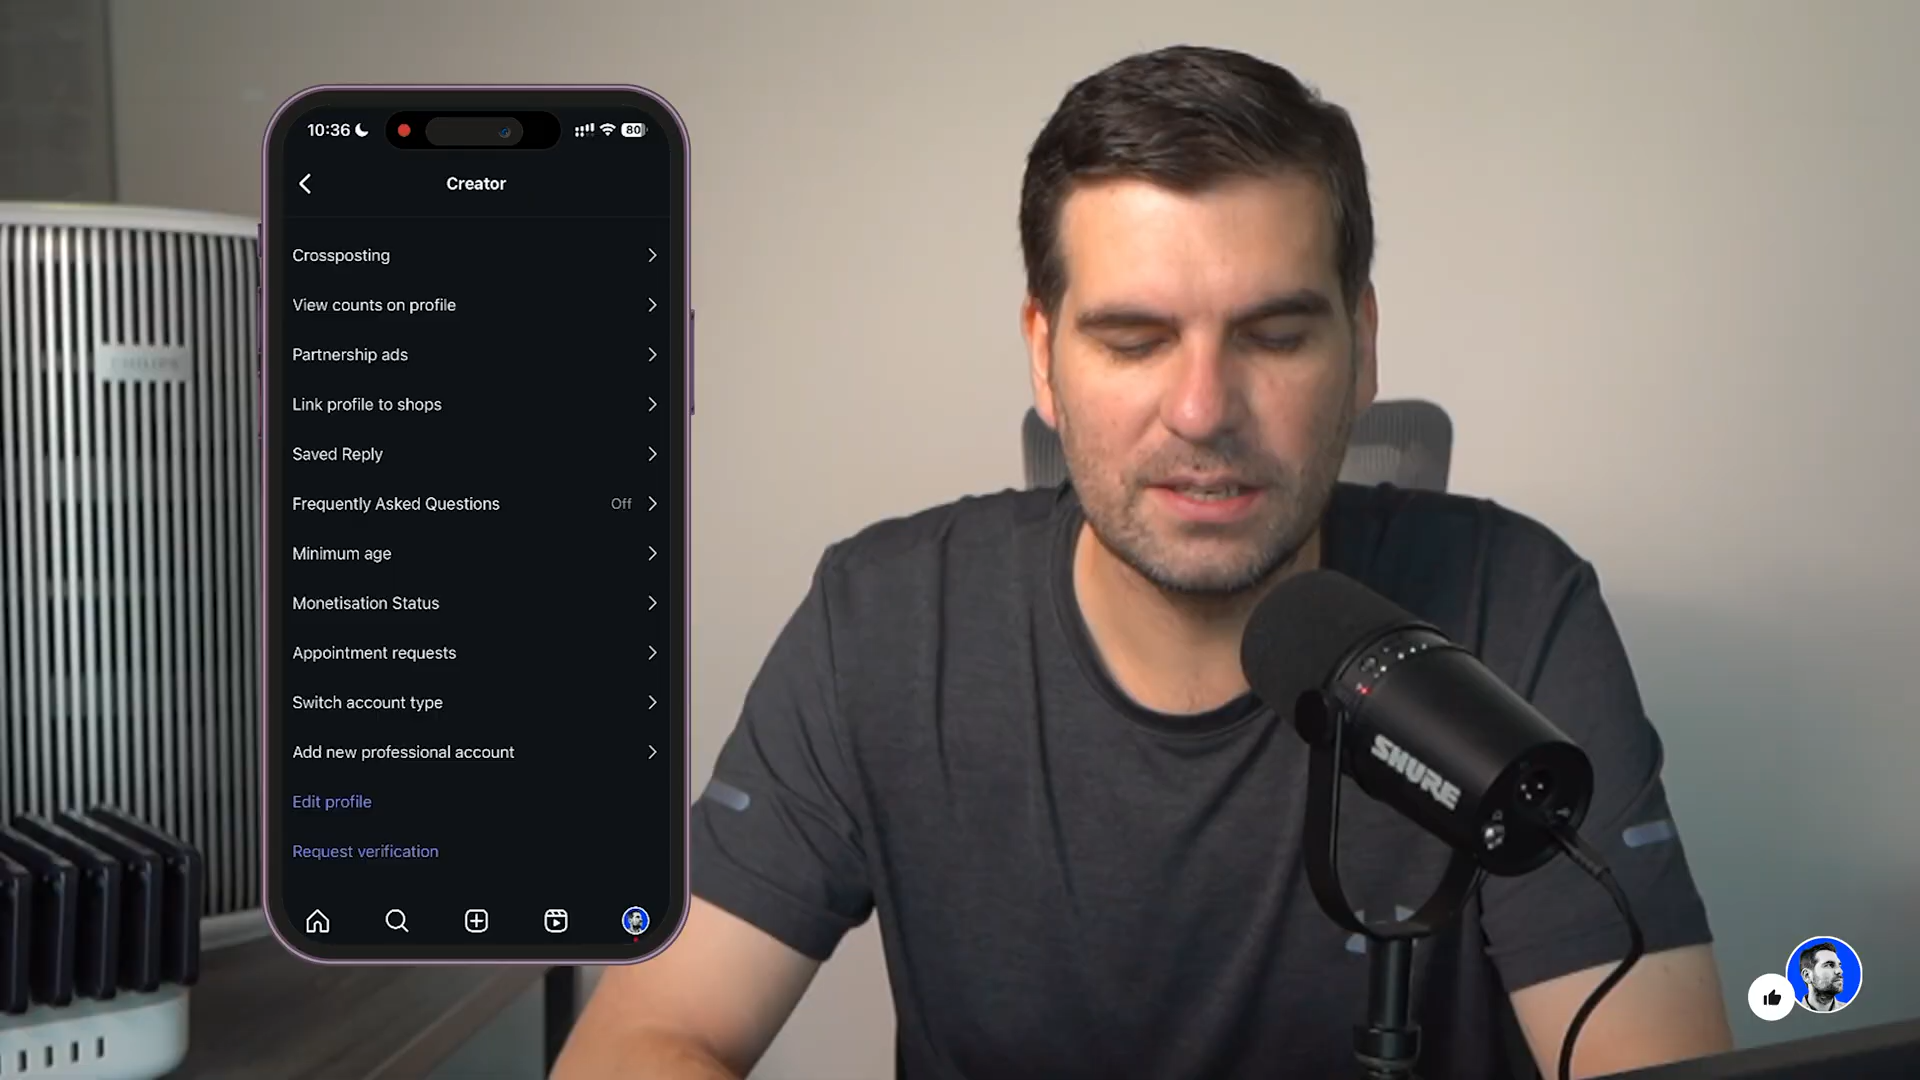 10:36
80
Creator
Crossposting
View counts on profile
Partnership ads
Link profile to shops
Saved Reply
Frequently Asked Questions Off
Minimum age
Monetisation Status
Appointment requests
Switch account type
Add new professional account
Edit profile
Request verification
PHILIPS
SHURE